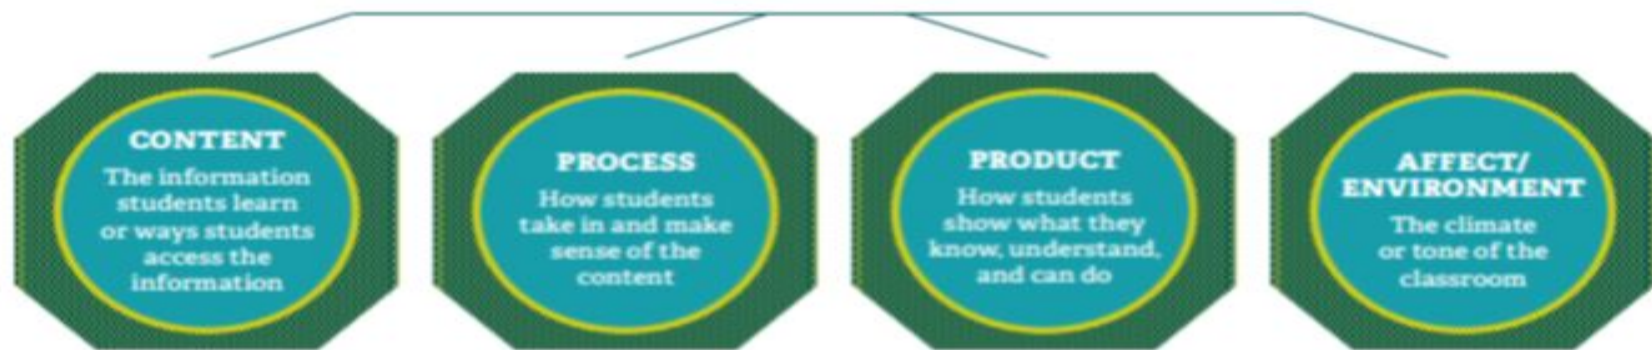 CONTENT
The information
students learn
or ways students
access the
information
PROCESS
How students
take in and make
sense of the
content
PRODUCT
How students
show what they
know, understand,
and can do
AFFECT/
ENVIRONMENT
The climate
or tone of the
classroom